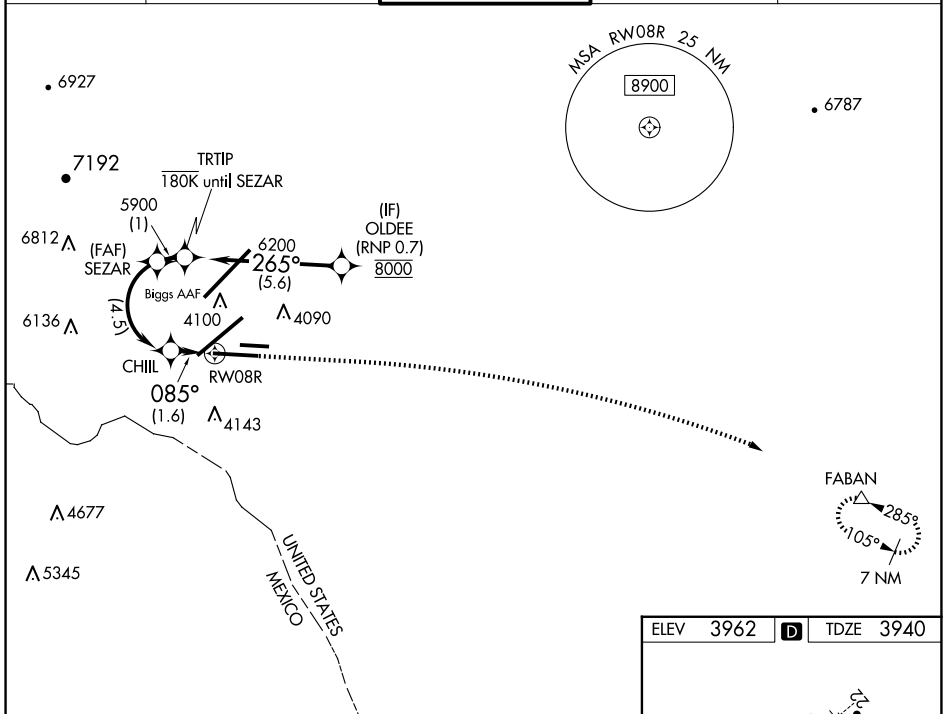 MSA RW08R 25 NM
8900
6927
6787
7192
TRTIP
180K until SEZAR
5900
(1)
6812
(FAF)
SEZAR
6200
265°
(5.6)
(IF)
OLDEE
(RNP 0.7)
8000
Biggs AAF
4100
4090
(4.5)
6136
CHIIL
RW08R
085°
(1.6)
4143
4677
5345
UNITED STATES
MEXICO
FABAN
285°
105°
7 NM
ELEV 3962 D TDZE 3940
22